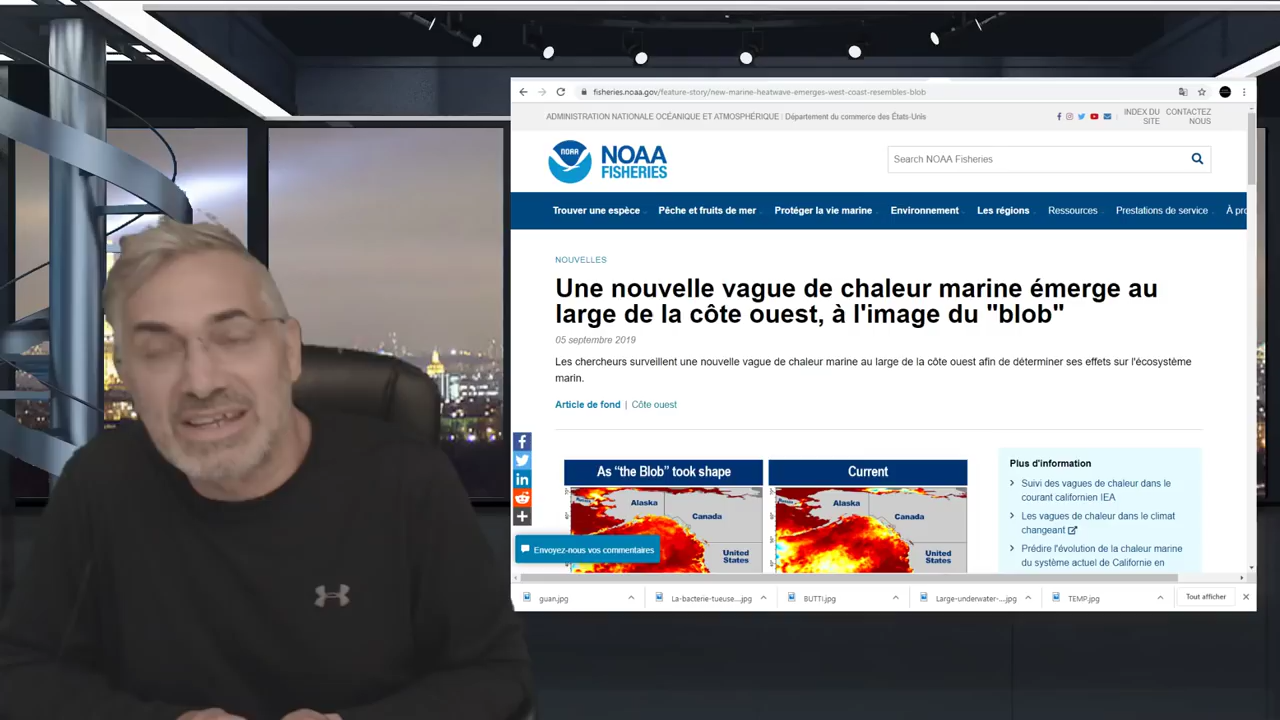 fisheries.noaa.gov/feature-story/new-marine-heatwave-emerges-west-coast-resembles-blob
ADMINISTRATION NATIONALE OCÉANIQUE ET ATMOSPHÉRIQUE | Département du commerce des États-Unis
INDEX DU SITE
CONTACTEZ NOUS
NOAA
NOAA
FISHERIES
Search NOAA Fisheries
Trouver une espèce
Pêche et fruits de mer
Protéger la vie marine
Environnement
Les régions
Ressources
Prestations de service
À pro
NOUVELLES
Une nouvelle vague de chaleur marine émerge au
large de la côte ouest, à l'image du "blob"
05 septembre 2019
Les chercheurs surveillent une nouvelle vague de chaleur marine au large de la côte ouest afin de déterminer ses effets sur l'écosystème
marin.
Article de fond | Côte ouest
As "the Blob" took shape
Alaska
Canada
United
States
Current
Alaska
Canada
United
States
Plus d'information
Suivi des vagues de chaleur dans le
courant californien IEA
Les vagues de chaleur dans le climat
changeant
Prédire l'évolution de la chaleur marine
du système actuel de Californie en
Envoyez-nous vos commentaires
guan.jpg
La-bacterie-tueuse....jpg
BUTTI.jpg
Large-underwater-...jpg
TEMP.jpg
Tout afficher